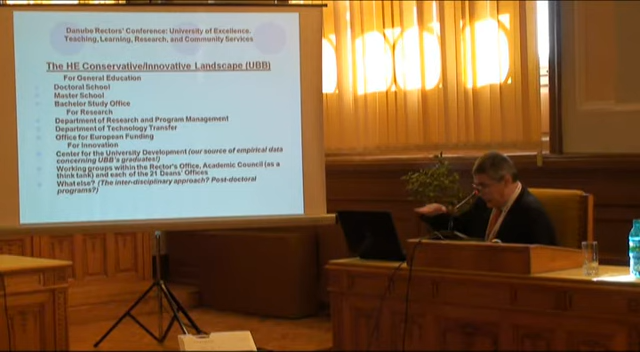 Danube Rectors' Conference: University of Excellence.
Teaching, Learning, Research, and Community Services
The HE Conservative/Innovative Landscape (UBB)
For General Education
Doctoral School
Master School
Bachelor Study Office
For Research
Department of Research and Program Management
Department of Technology Transfer
Office for European Funding
For Innovation
Center for the University Development (our source of empirical data
concerning UBB's graduates!)
Working groups within the Rector's Office, Academic Council (as a
think tank) and each of the 21 Deans' Offices
What else? (The inter-disciplinary approach? Post-doctoral
programs?)